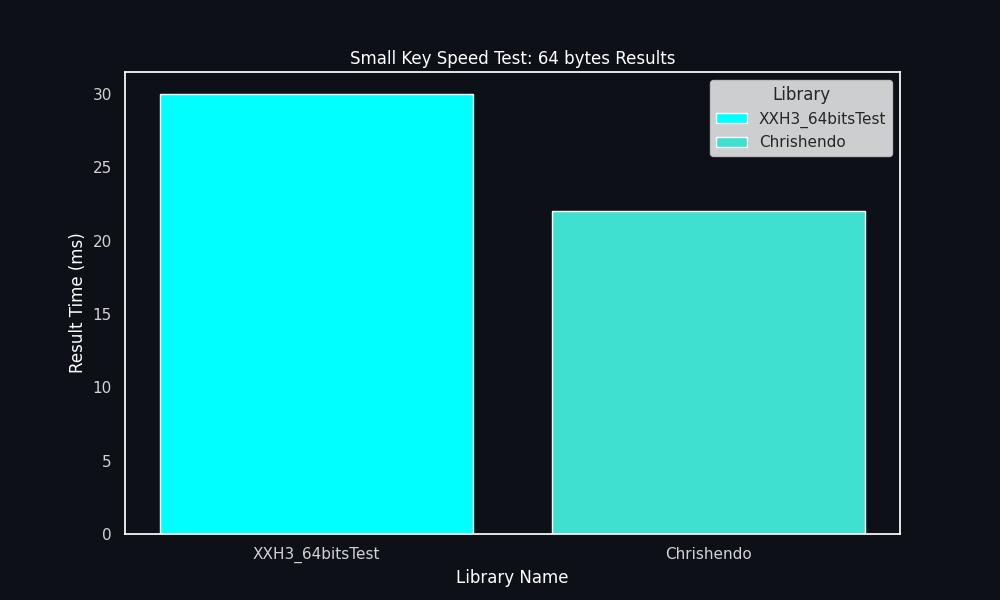 Small Key Speed Test: 64 bytes Results
Library
XXH3_64bitsTest
Chrishendo
Result Time (ms)
30
25
20
15
10
5
0
XXH3_64bitsTest
Chrishendo
Library Name